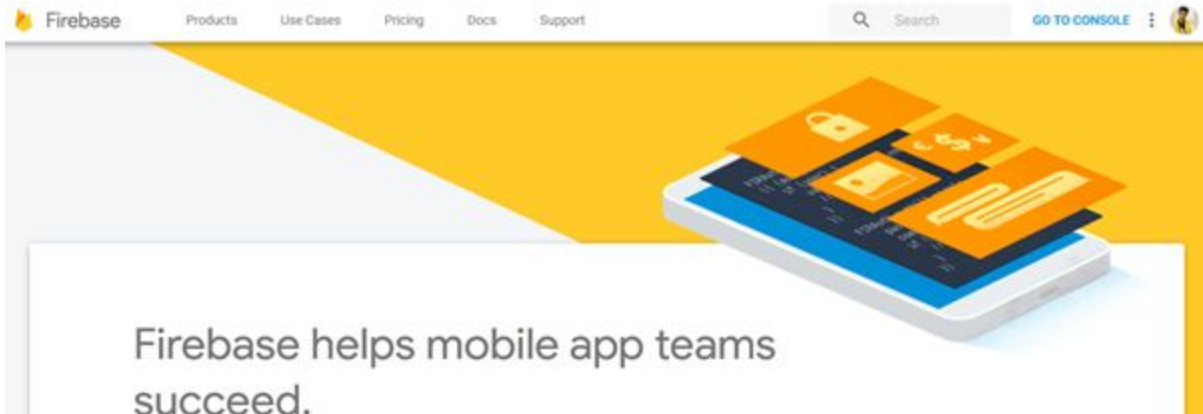 Firebase Products Use Cases Pricing Docs Support Search GO TO CONSOLE
Firebase helps mobile app teams
succeed.